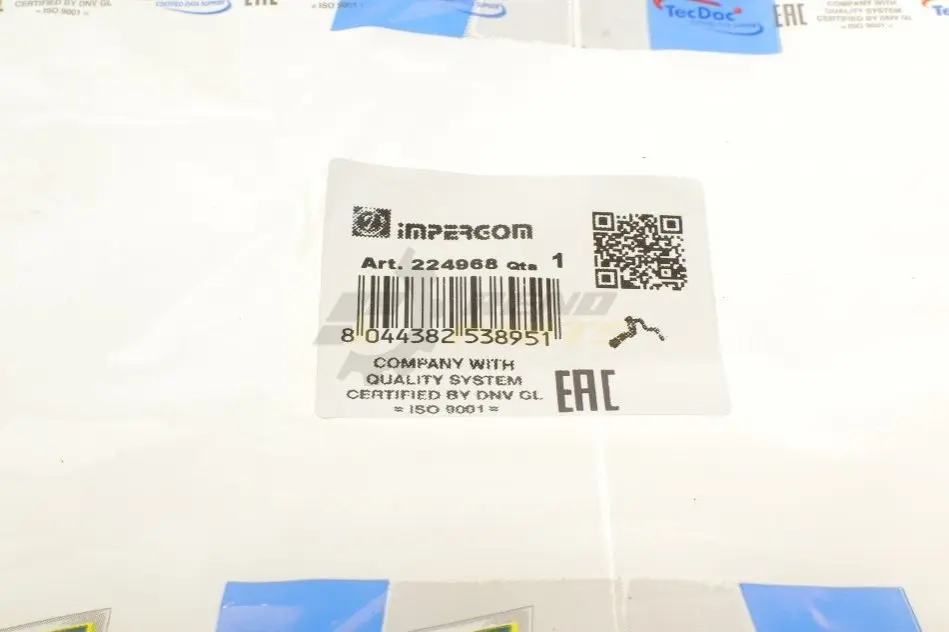 CERTIFIED BY DNV GL
= ISO 9001 =
EAC
TecDoc
EAC
COMPANY WITH
QUALITY SYSTEM
CERTIFIED BY DNV GL
= ISO 9001 =
IMPERGOM
Art. 224968 Qta 1
8 044382 538951
COMPANY WITH
QUALITY SYSTEM
CERTIFIED BY DNV GL
= ISO 9001 =
EAC